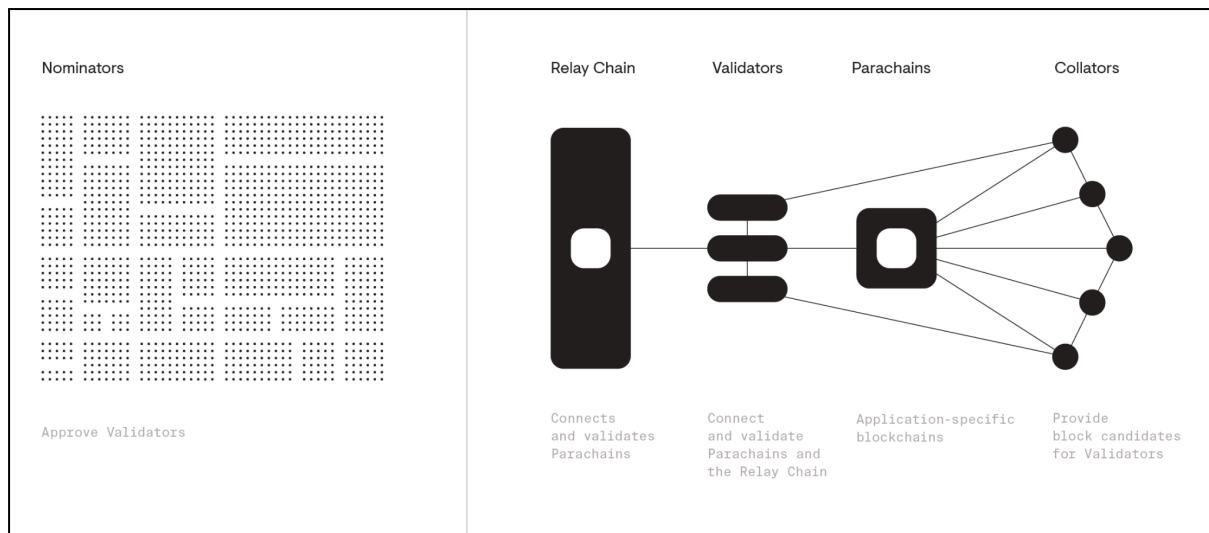 Nominators
Relay Chain
Validators
Parachains
Collators
Approve Validators
Connects
and validates
Parachains
Connect
and validate
Parachains and
the Relay Chain
Application-specific
blockchains
Provide
block candidates
for Validators